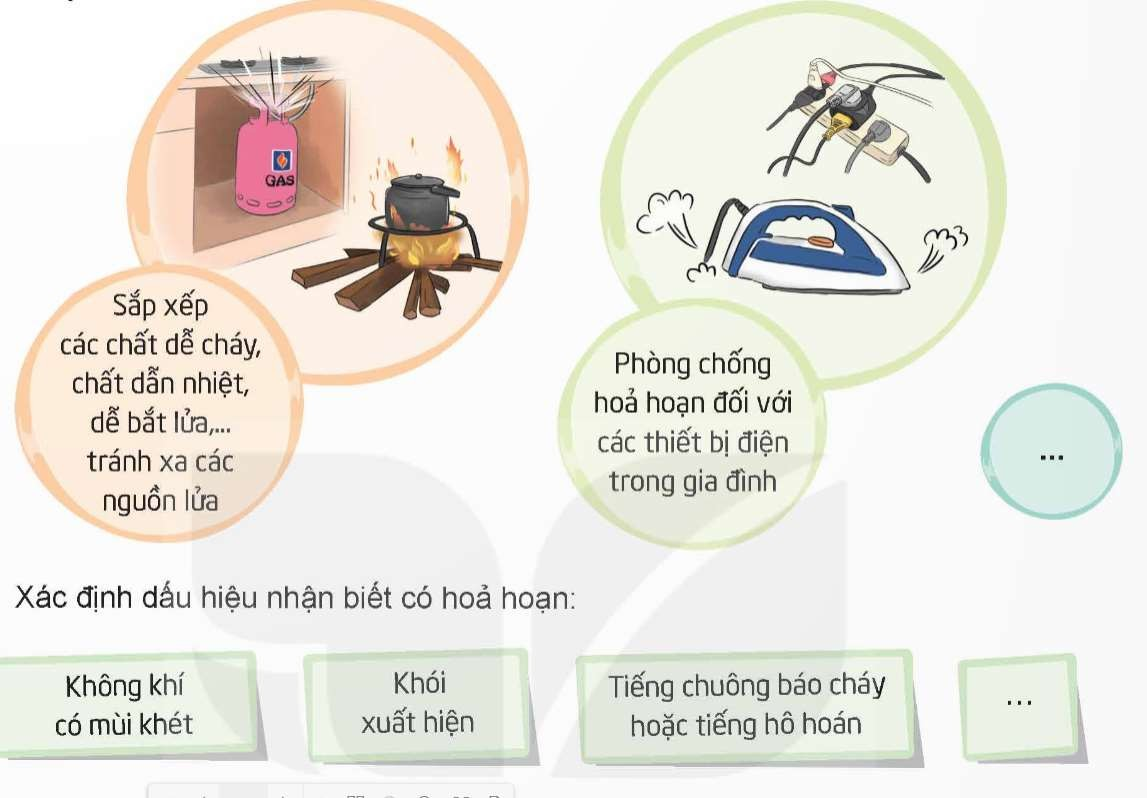 GAS
Sắp xếp
các chất dễ cháy,
chất dẫn nhiệt,
dễ bắt lửa,...
tránh xa các
nguồn lửa
Phòng chống
hoả hoạn đối với
các thiết bị điện
trong gia đình
...
Xác định dấu hiệu nhận biết có hoả hoạn:
Không khí
có mùi khét
Khói
xuất hiện
Tiếng chuông báo cháy
hoặc tiếng hô hoán
...